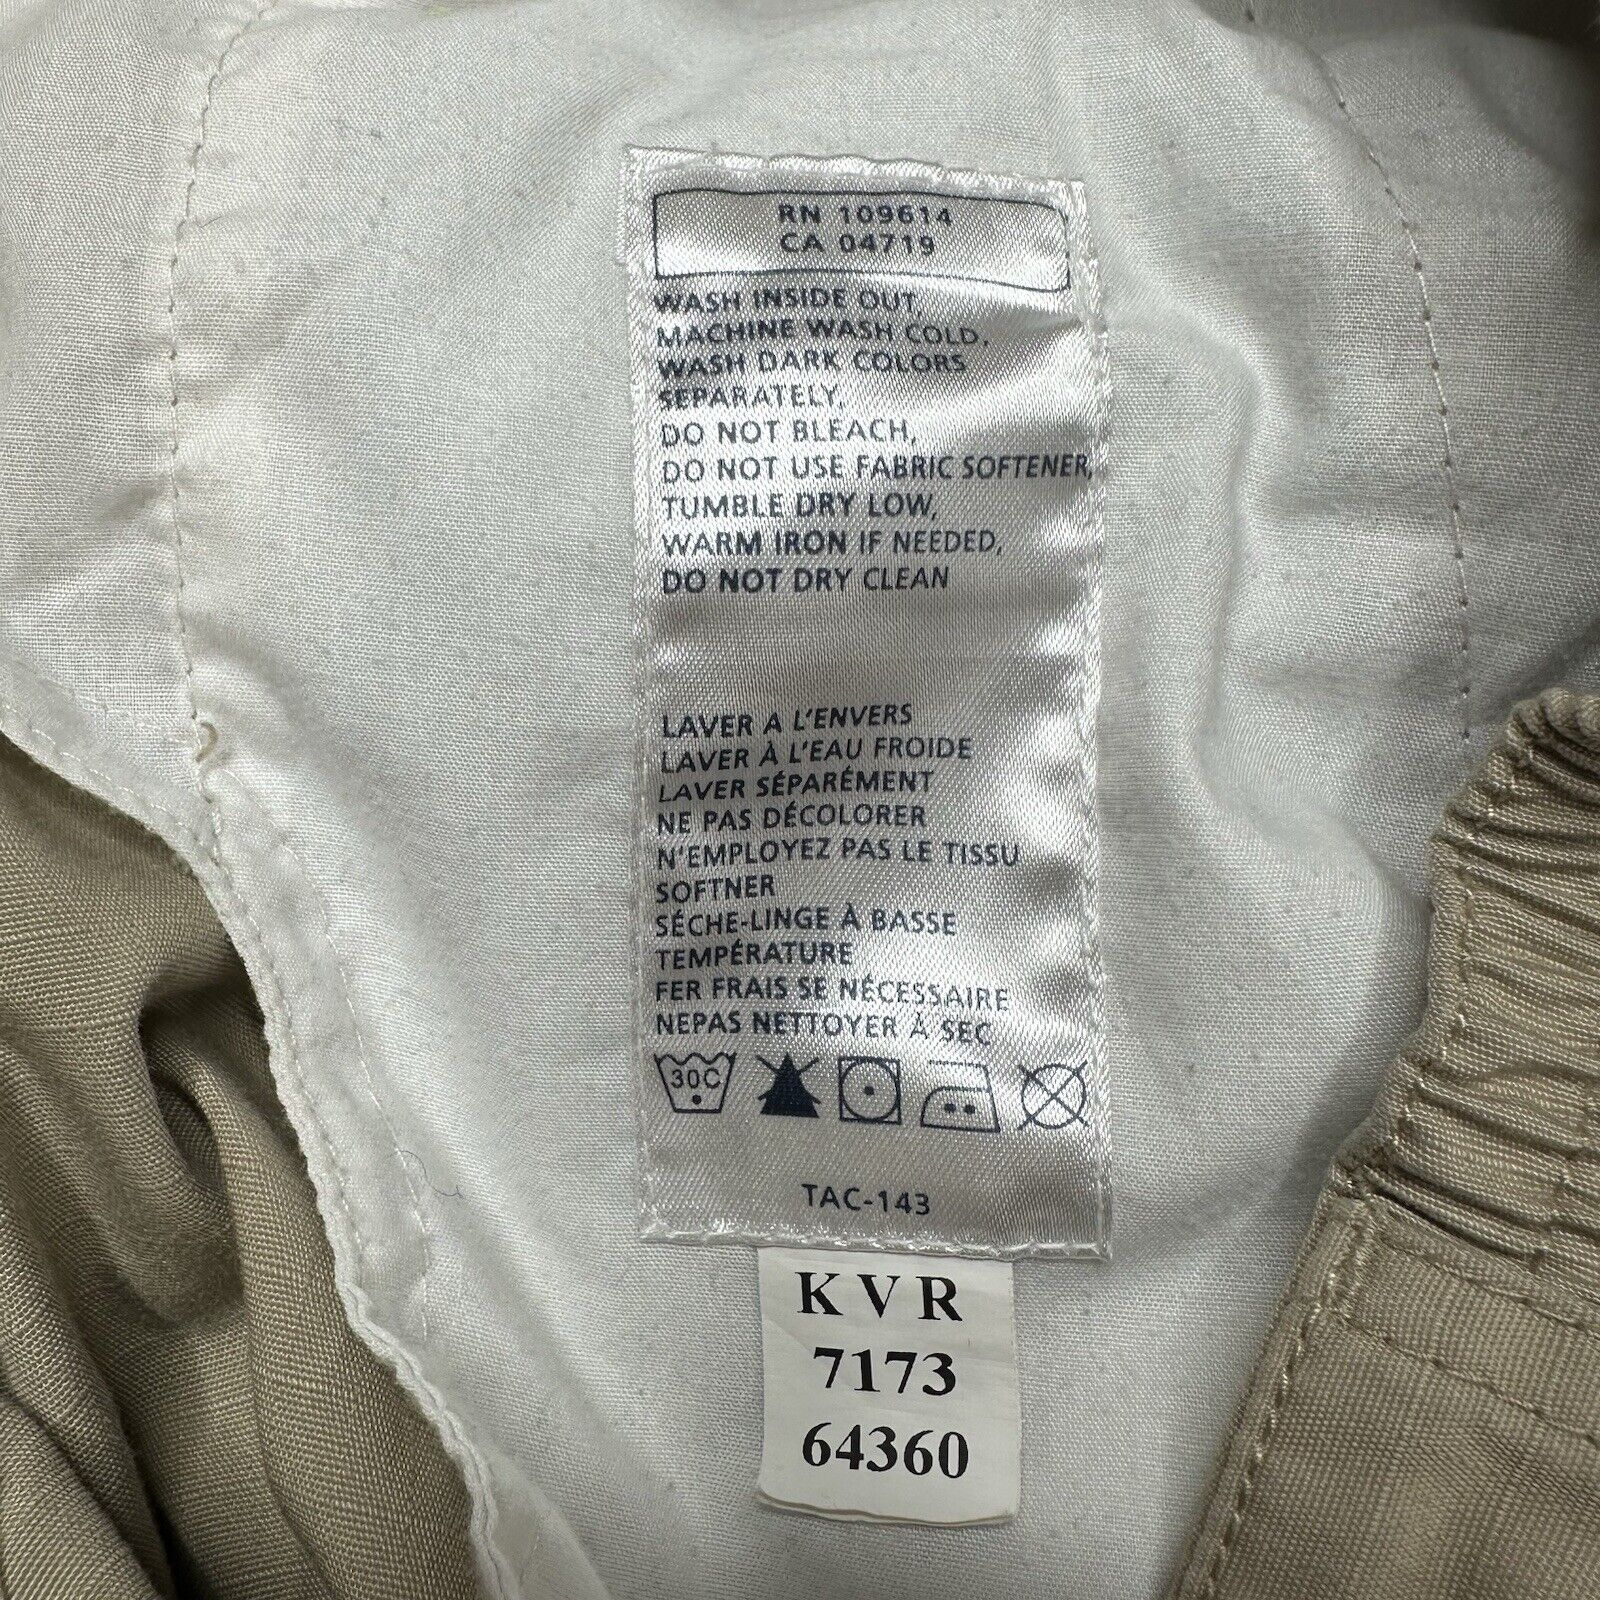 RN 109614
CA 04719
WASH INSIDE OUT,
MACHINE WASH COLD,
WASH DARK COLORS
SEPARATELY,
DO NOT BLEACH,
DO NOT USE FABRIC SOFTENER,
TUMBLE DRY LOW,
WARM IRON IF NEEDED,
DO NOT DRY CLEAN
LAVER A L'ENVERS
LAVER À L'EAU FROIDE
LAVER SÉPARÉMENT
NE PAS DÉCOLORER
N'EMPLOYEZ PAS LE TISSU
SOFTNER
SÉCHE-LINGE À BASSE
TEMPÉRATURE
FER FRAIS SE NÉCESSAIRE
NEPAS NETTOYER À SEC
30C
TAC-143
KVR
7173
64360